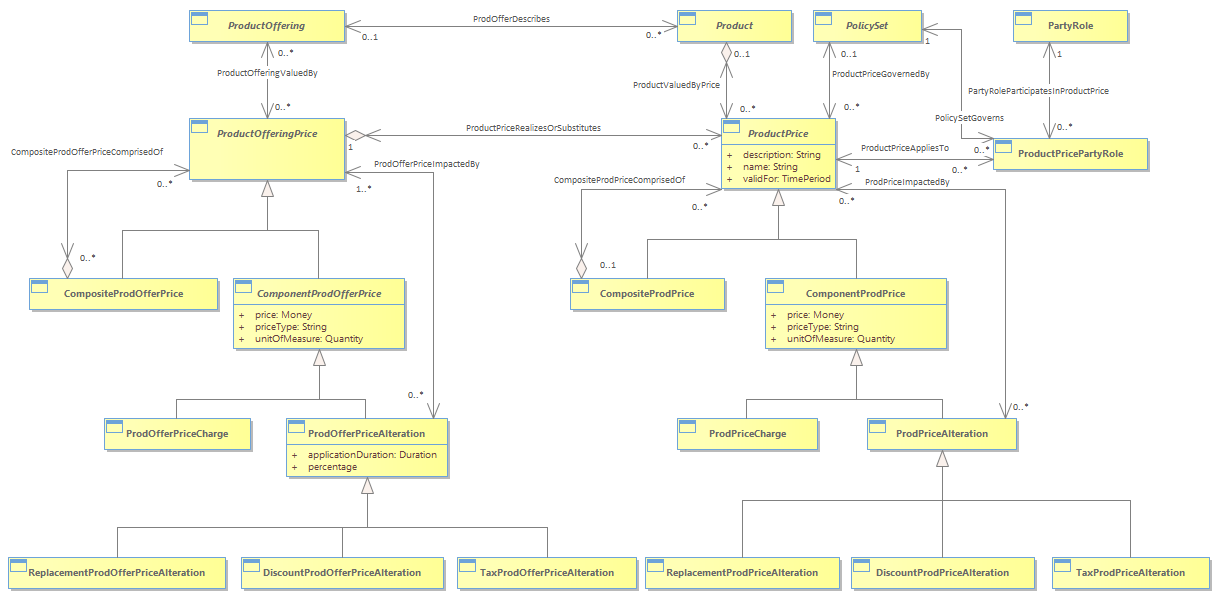 ProductOffering
ProdOfferDescribes
0..1
0..*
Product
PolicySet
PartyRole
0..*
ProductOfferingValuedBy
0..*
0..1
ProductValuedByPrice
0..*
0..1
ProductPriceGovernedBy
0..*
1
PolicySetGoverns
0..*
1
PartyRoleParticipatesInProductPrice
0..*
ProductOfferingPrice
1
ProductPriceRealizesOrSubstitutes
0..*
ProductPrice
+ description: String
+ name: String
+ validFor: TimePeriod
ProductPriceAppliesTo
1
0..*
ProductPricePartyRole
CompositeProdOfferPriceComprisedOf
0..*
0..*
ProdOfferPriceImpactedBy
1..*
0..*
CompositeProdPriceComprisedOf
0..*
0..1
ProdPriceImpactedBy
0..*
0..*
CompositeProdOfferPrice
ComponentProdOfferPrice
+ price: Money
+ priceType: String
+ unitOfMeasure: Quantity
CompositeProdPrice
ComponentProdPrice
+ price: Money
+ priceType: String
+ unitOfMeasure: Quantity
ProdOfferPriceCharge
ProdOfferPriceAlteration
+ applicationDuration: Duration
+ percentage
ProdPriceCharge
ProdPriceAlteration
ReplacementProdOfferPriceAlteration
DiscountProdOfferPriceAlteration
TaxProdOfferPriceAlteration
ReplacementProdPriceAlteration
DiscountProdPriceAlteration
TaxProdPriceAlteration